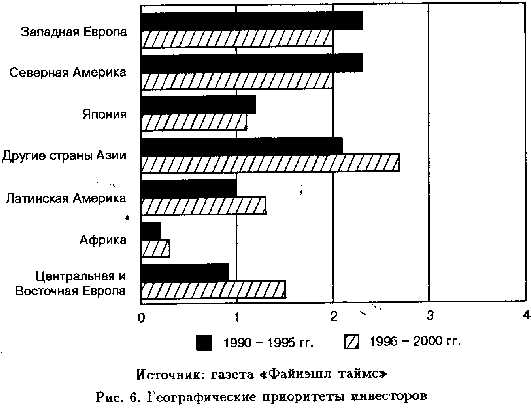 Западная Европа
Северная Америка
Япония
Другие страны Азии
Латинская Америка
Африка
Центральная и
Восточная Европа
0 1 2 3 4
1990 – 1995 гг. 1996 – 2000 гг.
Источник: газета «Файнэшл таймс»
Рис. 6. Географические приоритеты инвесторов